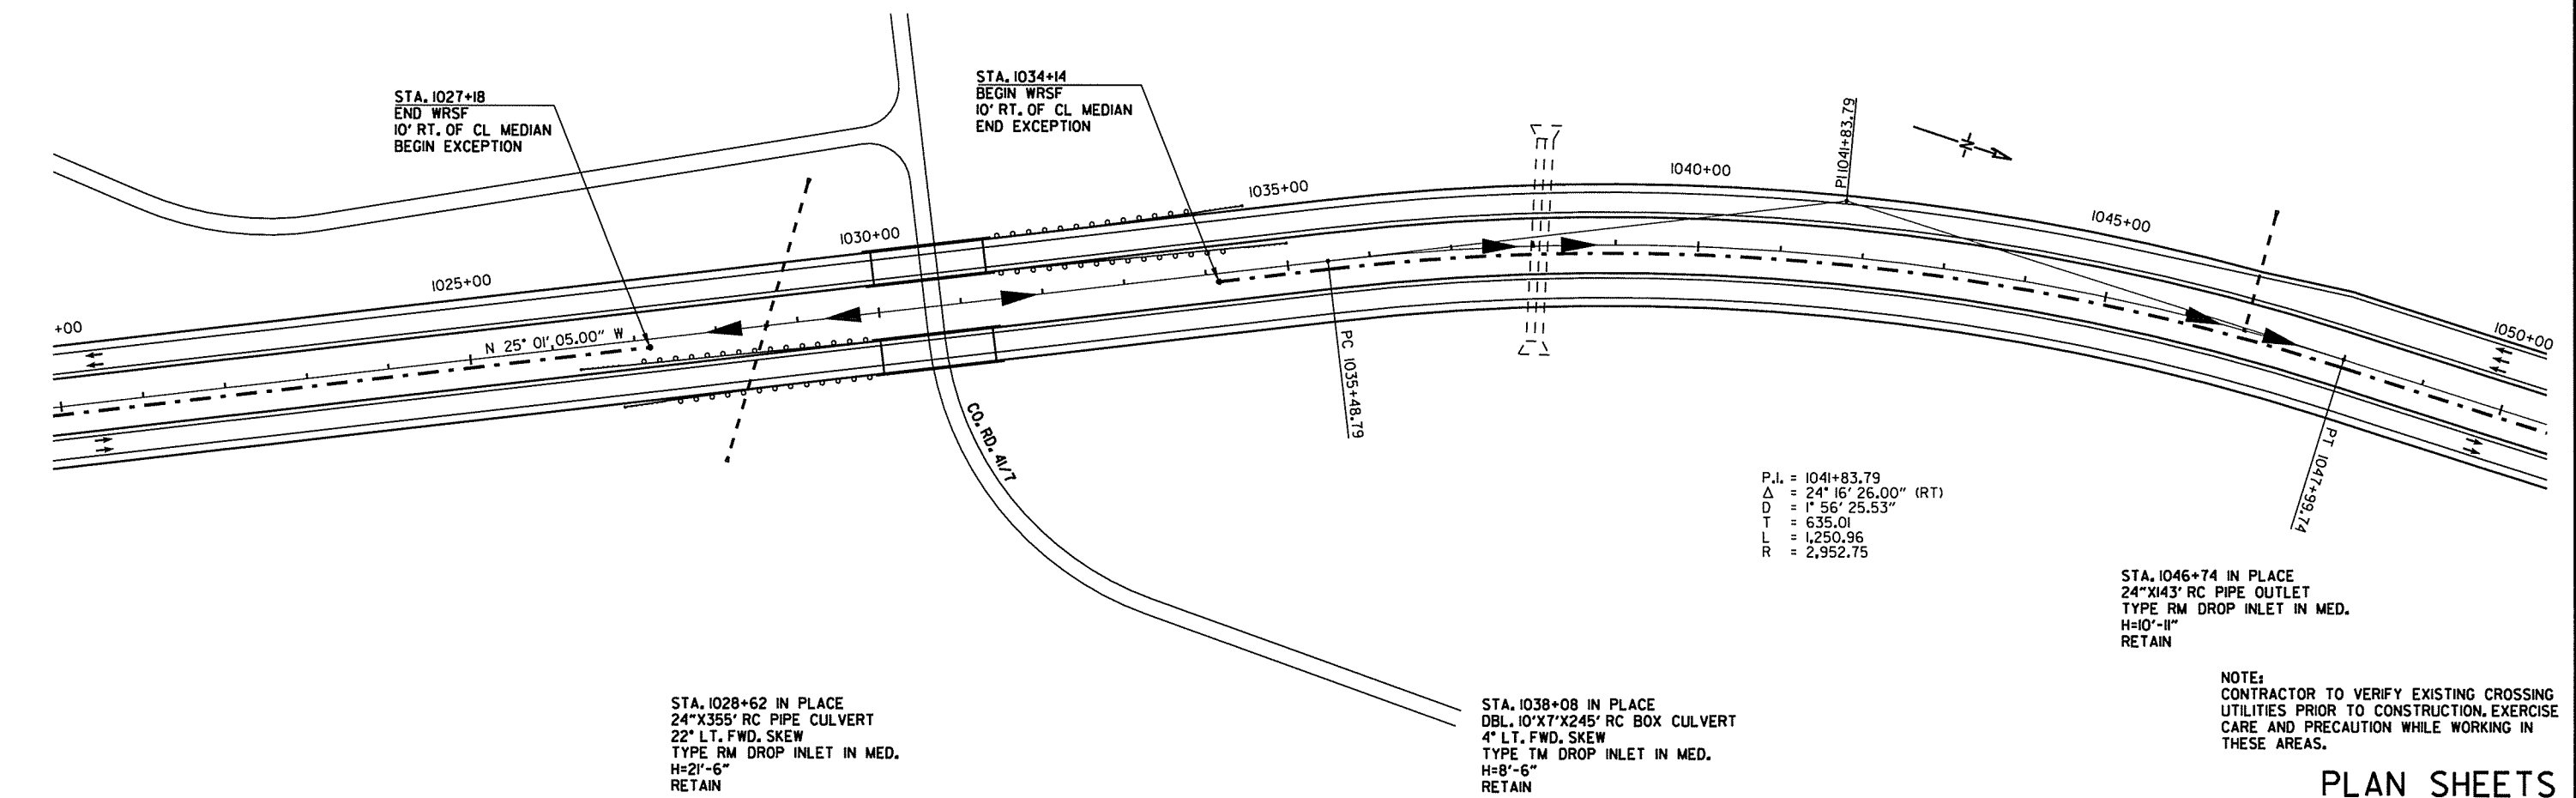 STA. 1027+18
END WRSF
10' RT. OF CL MEDIAN
BEGIN EXCEPTION
STA. 1034+14
BEGIN WRSF
10' RT. OF CL MEDIAN
END EXCEPTION
+00
1025+00
1030+00
1035+00
1040+00
1045+00
1050+00
PI 1041+83.79
N
N 25° 01' 05.00" W
PC 1035+48.79
PT 1047+99.74
CO. RD. 41/7
P.I. = 1041+83.79
Δ = 24° 16' 26.00" (RT)
D = 1° 56' 25.53"
T = 635.01
L = 1,250.96
R = 2,952.75
STA. 1046+74 IN PLACE
24"X143' RC PIPE OUTLET
TYPE RM DROP INLET IN MED.
H=10'-11"
RETAIN
STA. 1028+62 IN PLACE
24"X355' RC PIPE CULVERT
22° LT. FWD. SKEW
TYPE RM DROP INLET IN MED.
H=21'-6"
RETAIN
STA. 1038+08 IN PLACE
DBL. 10'X7'X245' RC BOX CULVERT
4° LT. FWD. SKEW
TYPE TM DROP INLET IN MED.
H=8'-6"
RETAIN
NOTE:
CONTRACTOR TO VERIFY EXISTING CROSSING
UTILITIES PRIOR TO CONSTRUCTION. EXERCISE
CARE AND PRECAUTION WHILE WORKING IN
THESE AREAS.
PLAN SHEETS